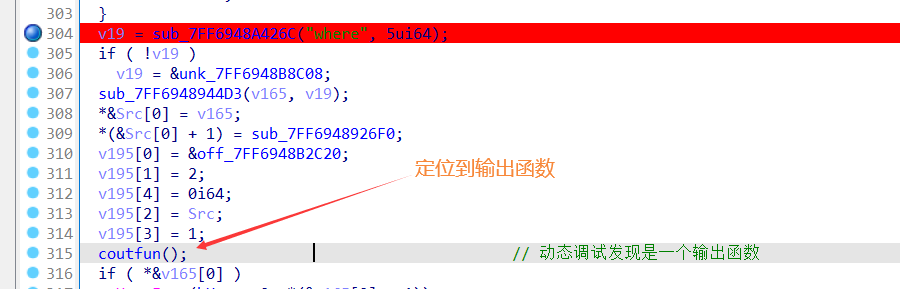 303 }
304 v19 = sub_7FF6948A426C("where", 5ui64);
305 if ( !v19 )
306 v19 = &unk_7FF6948B8C08;
307 sub_7FF6948944D3(v165, v19);
308 *&Src[0] = v165;
309 *(&Src[0] + 1) = sub_7FF6948926F0;
310 v195[0] = &off_7FF6948B2C20;
定位到输出函数
311 v195[1] = 2;
312 v195[4] = 0i64;
313 v195[2] = Src;
314 v195[3] = 1;
315 coutfun(); // 动态调试发现是一个输出函数
316 if ( *&v165[0] )